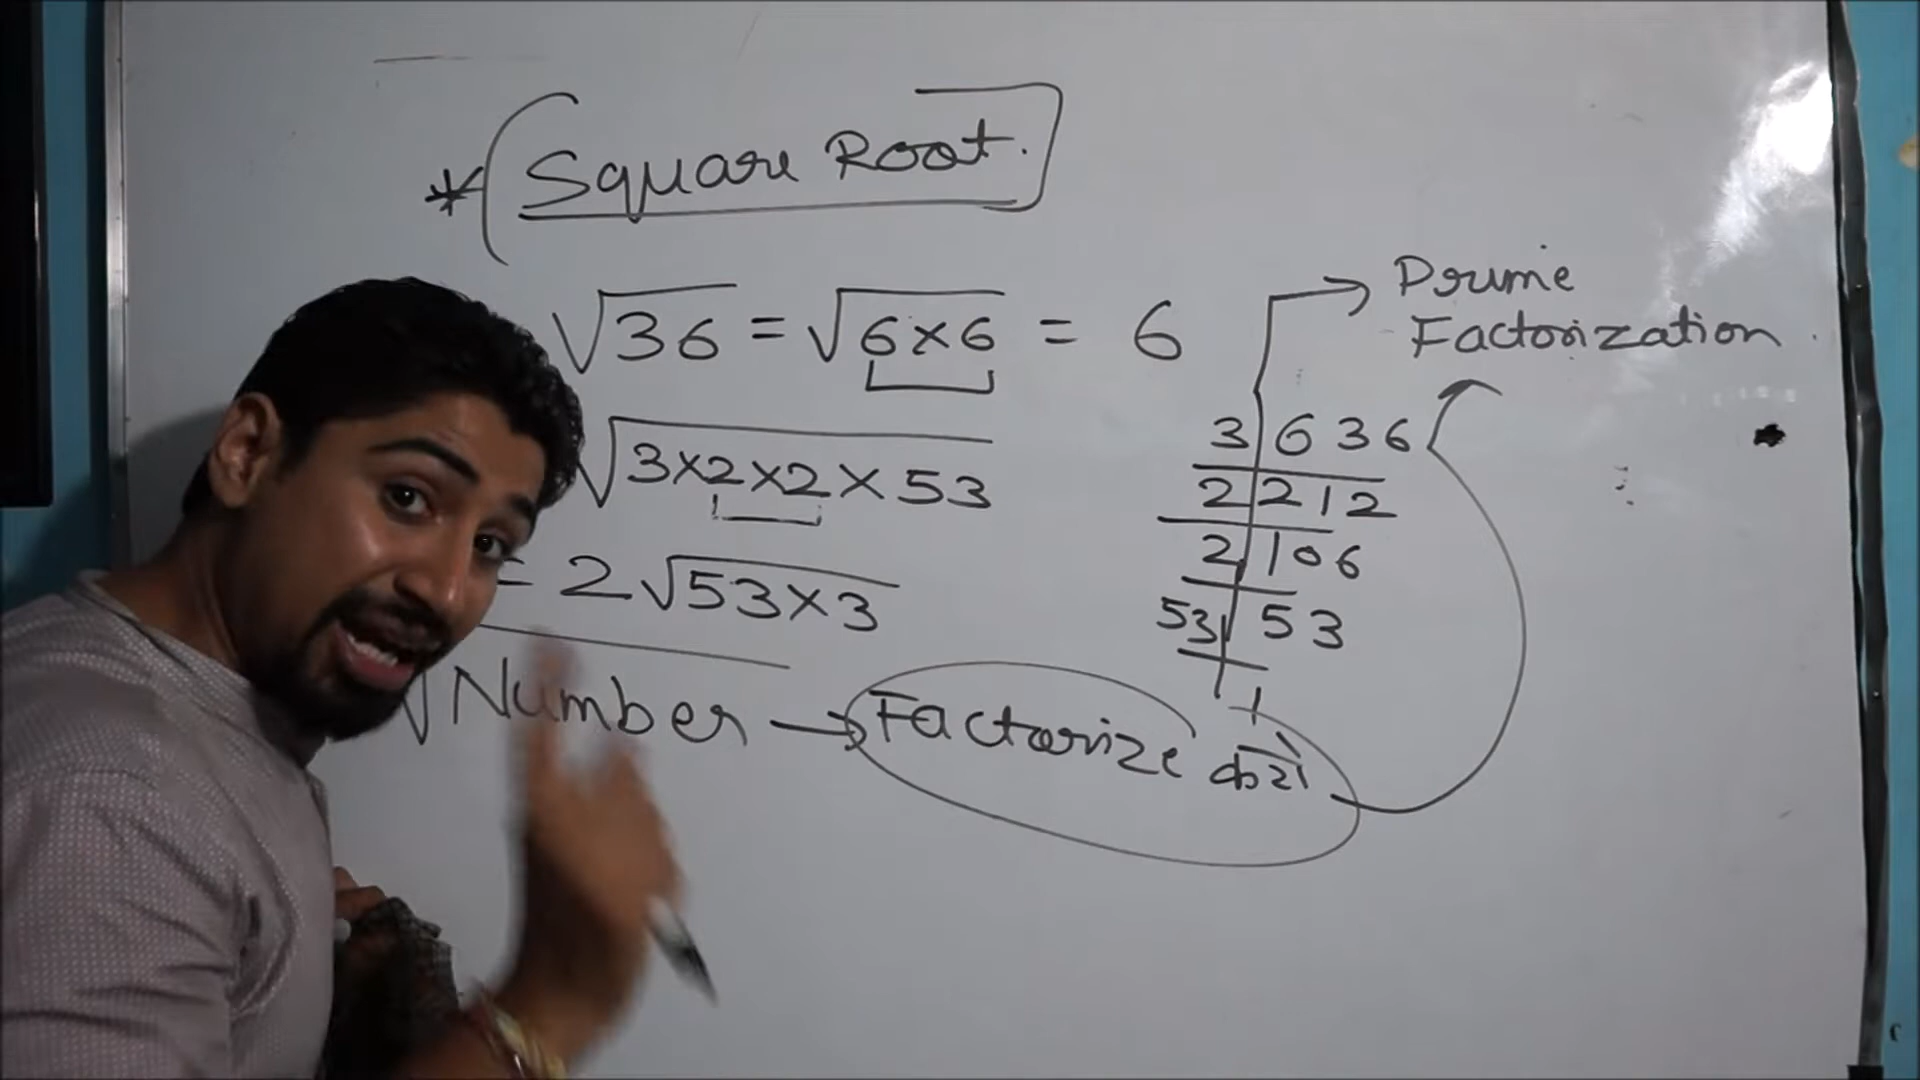 * Square Root.
√36 = √6×6 = 6
√3×2×2×53
= 2√53×3
√Number → Factorize करो
→ Prime
Factorization.
3 636
2 212
2 106
53 53
1